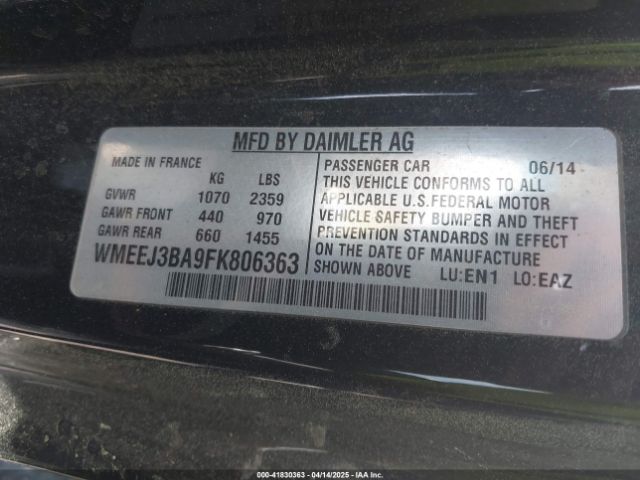 MFD BY DAIMLER AG
MADE IN FRANCE
KG LBS
GVWR 1070 2359
GAWR FRONT 440 970
GAWR REAR 660 1455
WMEEJ3BA9FK806363
PASSENGER CAR 06/14
THIS VEHICLE CONFORMS TO ALL
APPLICABLE U.S.FEDERAL MOTOR
VEHICLE SAFETY BUMPER AND THEFT
PREVENTION STANDARDS IN EFFECT
ON THE DATE OF MANUFACTURE
SHOWN ABOVE LU:EN1 LO:EAZ
000-41830363 - 04/14/2025 - IAAI.COM